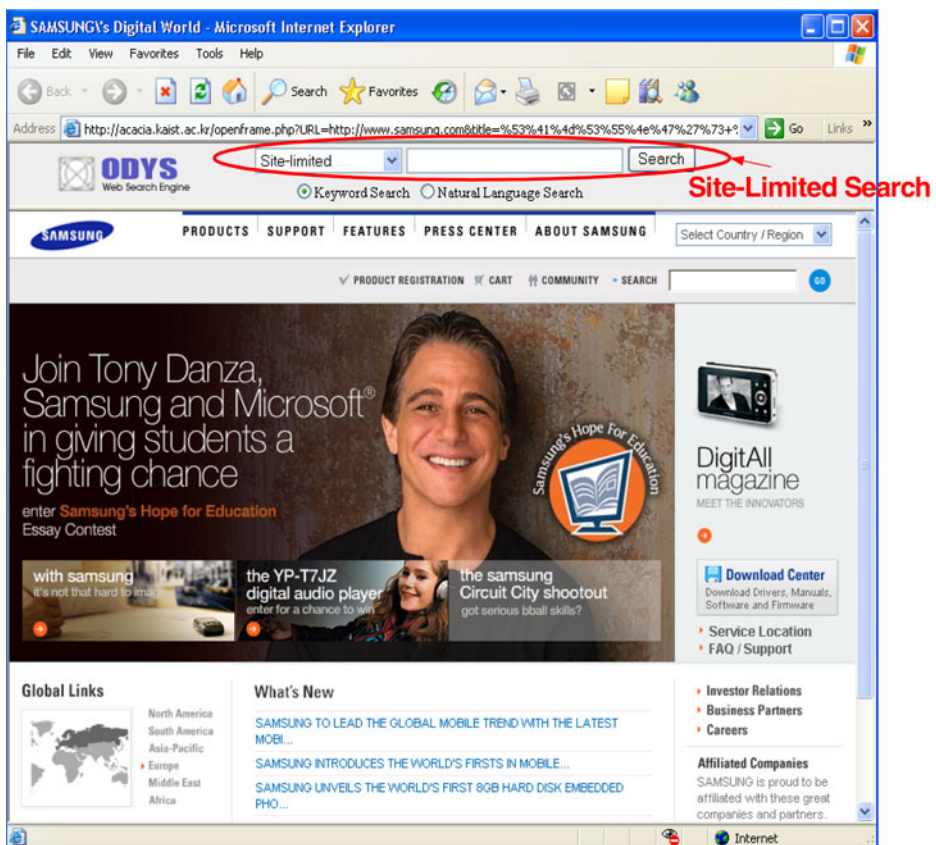 SAMSUNG\'s Digital World - Microsoft Internet Explorer
File Edit View Favorites Tools Help
Back Search Favorites
Address http://acacia.kaist.ac.kr/openframe.php?URL=http://www.samsung.com&title=%53%41%4d%53%55%4e%47%27%73+% Go Links »
ODYS
Web Search Engine
Site-limited Search
Keyword Search Natural Language Search
Site-Limited Search
SAMSUNG PRODUCTS SUPPORT FEATURES PRESS CENTER ABOUT SAMSUNG Select Country / Region
PRODUCT REGISTRATION CART COMMUNITY SEARCH GO
Join Tony Danza,
Samsung and Microsoft®
in giving students a
fighting chance
enter Samsung's Hope for Education
Essay Contest
Samsung's Hope For Education
DigitAll
magazine
MEET THE INNOVATORS
with samsung
it's not that hard to imagine
the YP-T7JZ
digital audio player
enter for a chance to win
the samsung
Circuit City shootout
got serious bball skills?
Download Center
Download Drivers, Manuals,
Software and Firmware
Service Location
FAQ / Support
Global Links
North America
South America
Asia-Pacific
Europe
Middle East
Africa
What's New
SAMSUNG TO LEAD THE GLOBAL MOBILE TREND WITH THE LATEST
MOBI...
SAMSUNG INTRODUCES THE WORLD'S FIRSTS IN MOBILE...
SAMSUNG UNVEILS THE WORLD'S FIRST 8GB HARD DISK EMBEDDED
PHO...
Investor Relations
Business Partners
Careers
Affiliated Companies
SAMSUNG is proud to be
affiliated with these great
companies and partners.
Internet